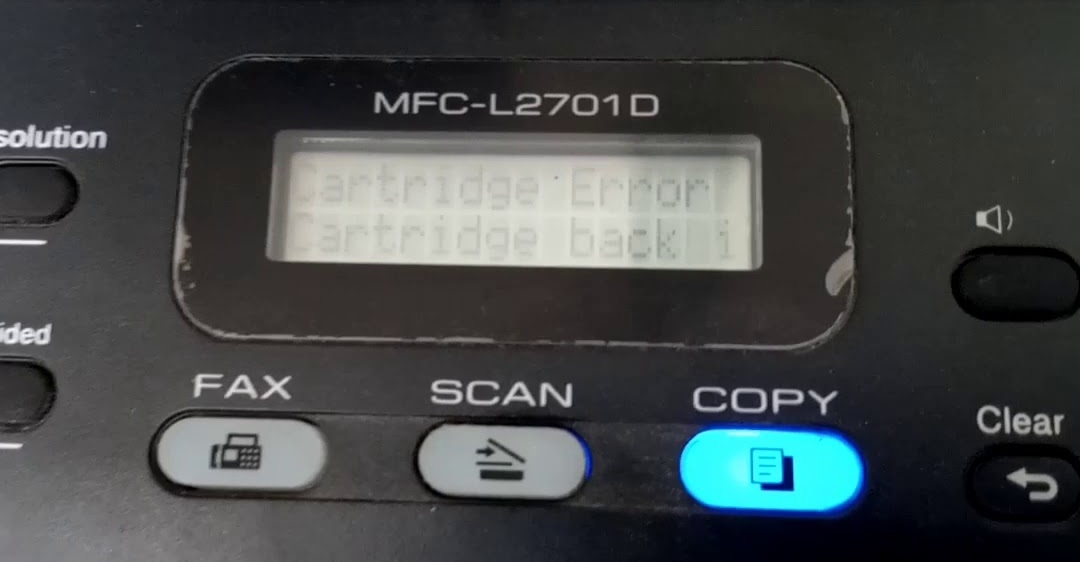 MFC-L2701D
solution
Cartridge Error
Cartridge back i
ided
FAX
SCAN
COPY
Clear